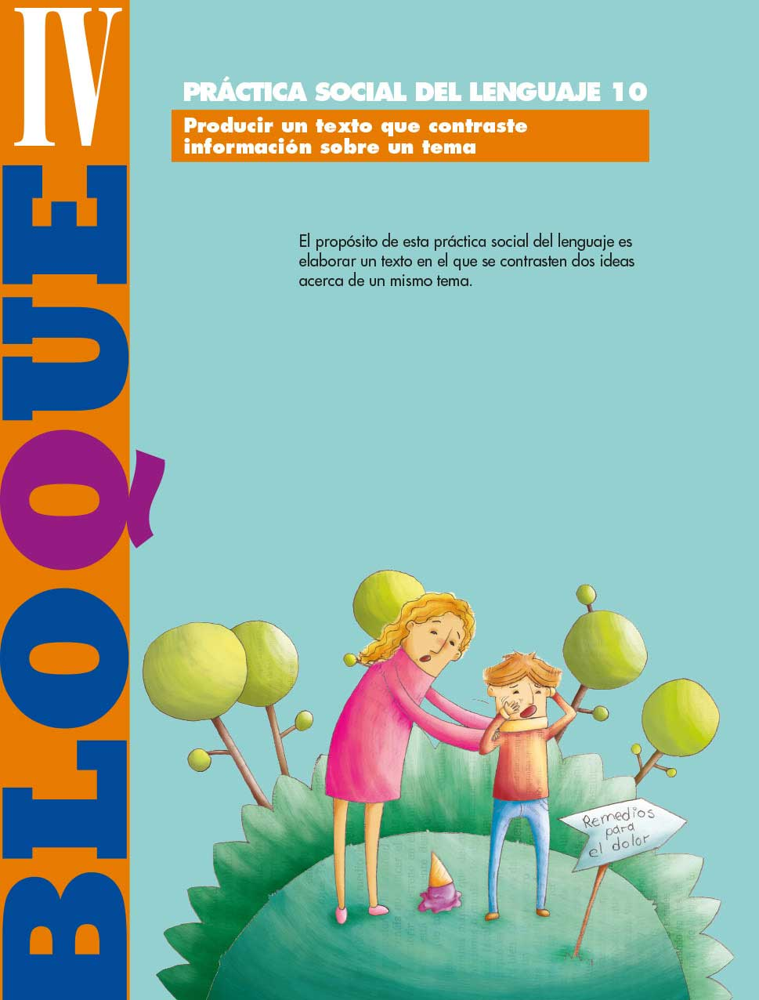 BLOQUE IV
PRÁCTICA SOCIAL DEL LENGUAJE 10
Producir un texto que contraste
información sobre un tema
El propósito de esta práctica social del lenguaje es
elaborar un texto en el que se contrasten dos ideas
acerca de un mismo tema.
Remedios
para
el dolor